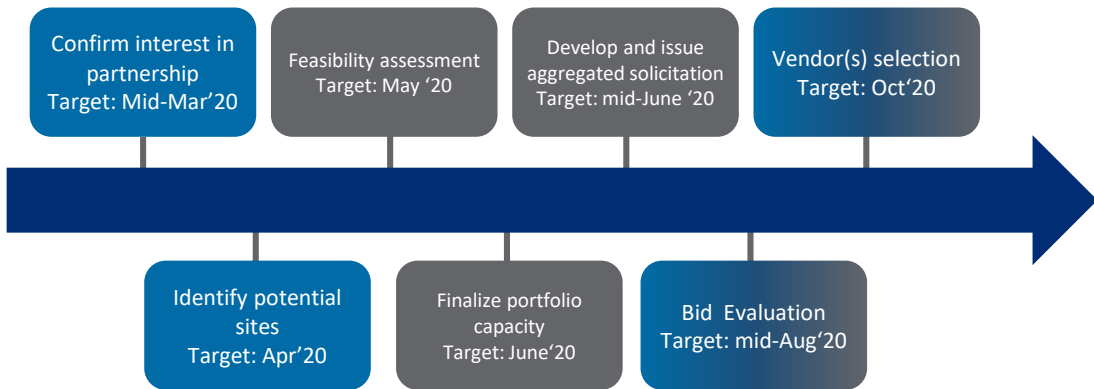 Confirm interest in
partnership
Target: Mid-Mar’20
Feasibility assessment
Target: May ‘20
Develop and issue
aggregated solicitation
Target: mid-June ‘20
Vendor(s) selection
Target: Oct‘20
Identify potential
sites
Target: Apr’20
Finalize portfolio
capacity
Target: June‘20
Bid  Evaluation
Target: mid-Aug‘20